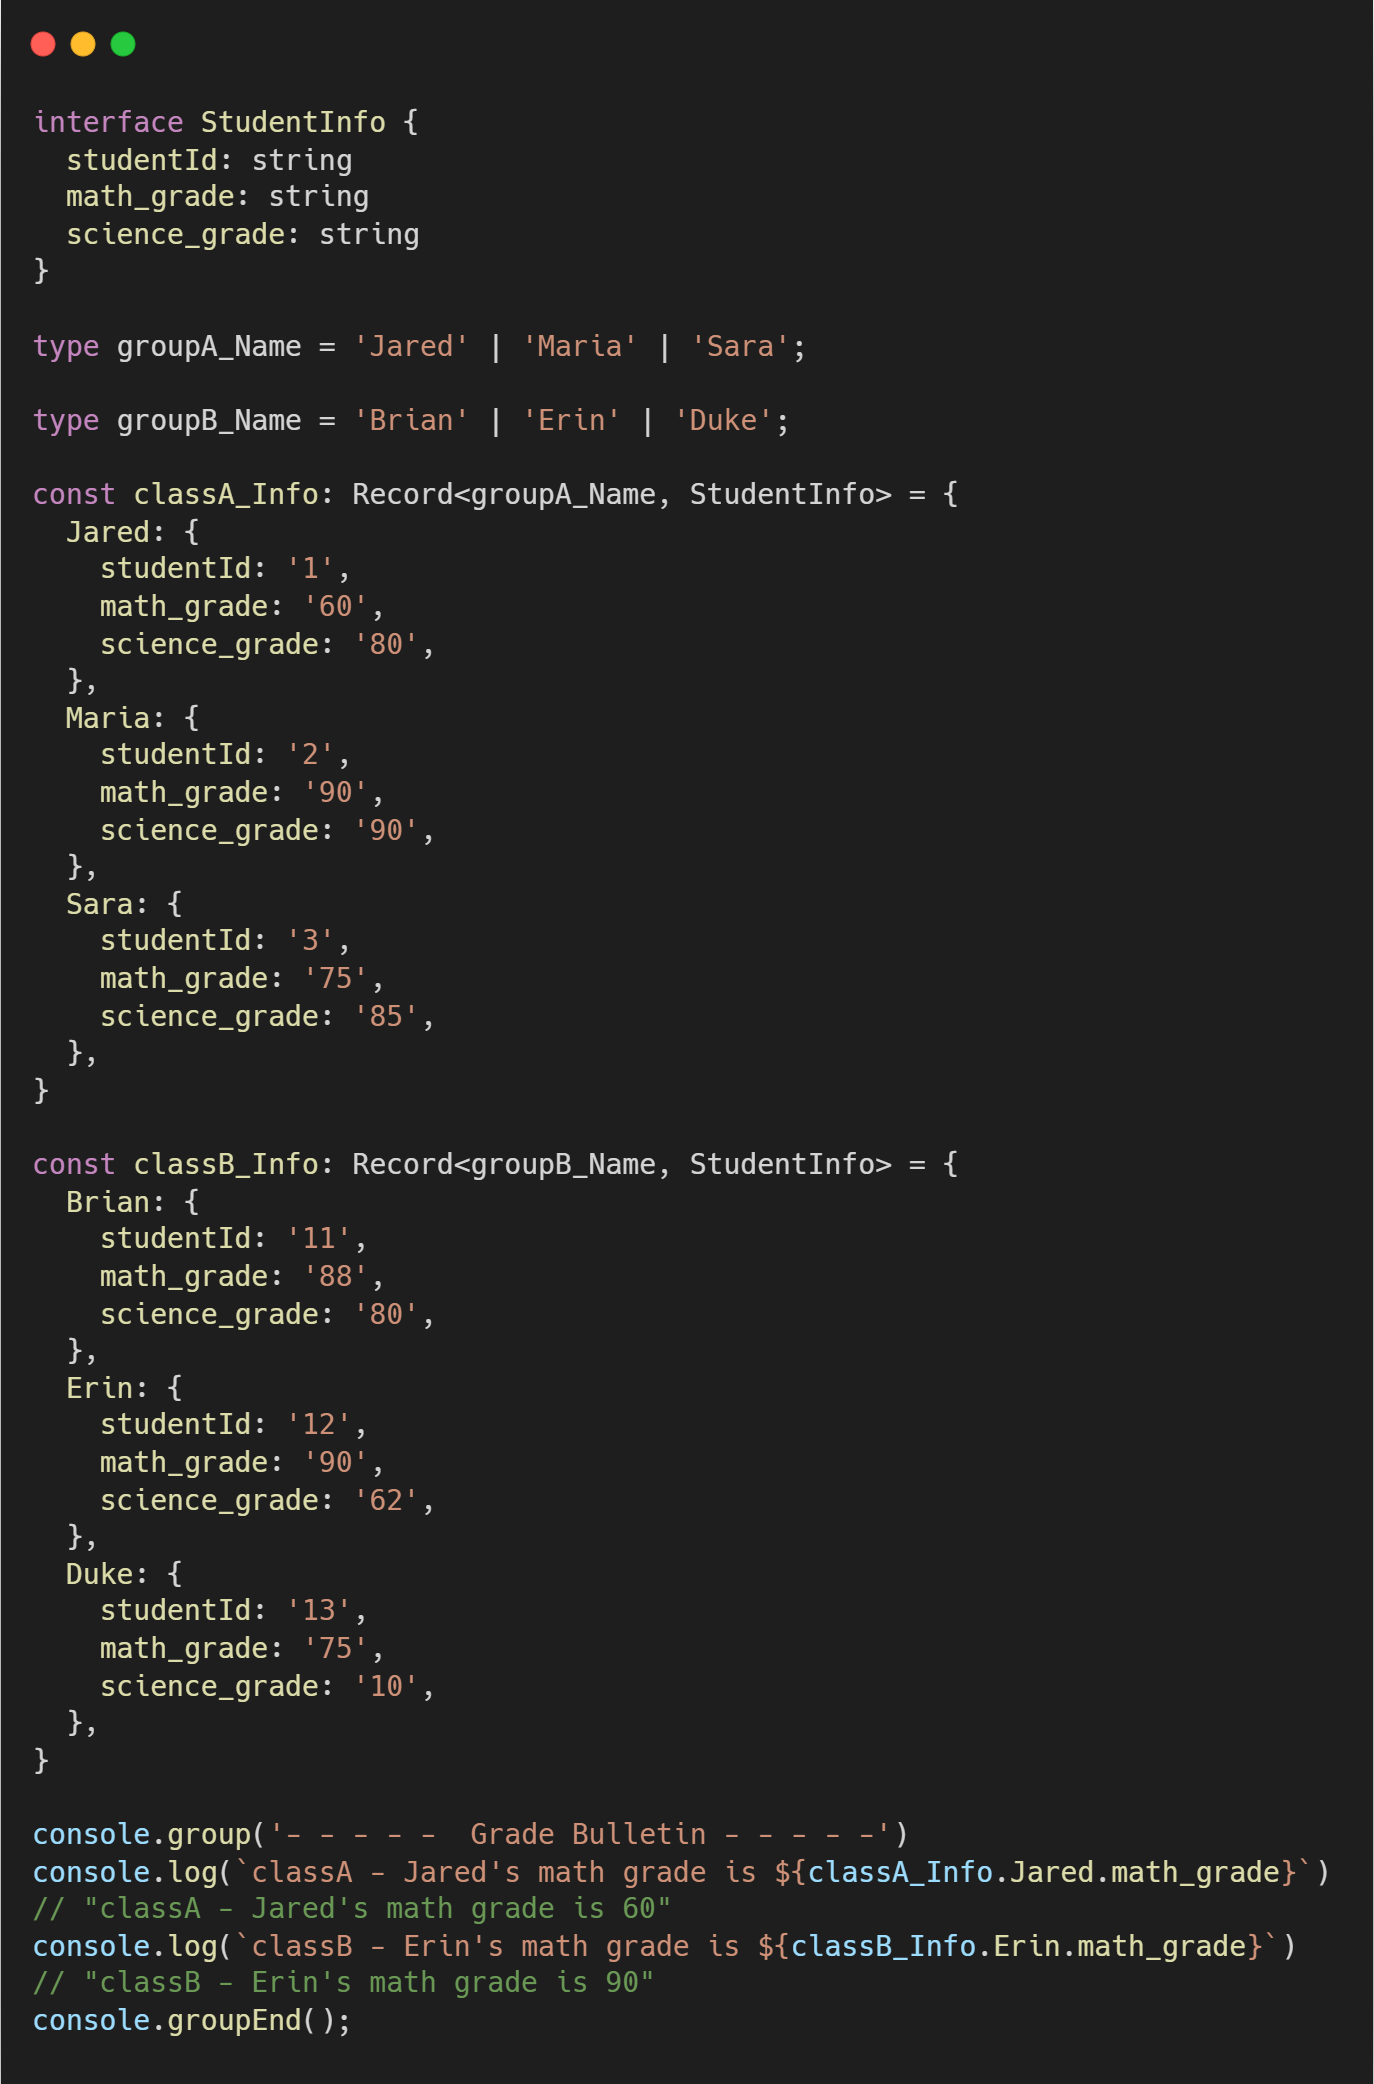 interface StudentInfo {
  studentId: string
  math_grade: string
  science_grade: string
}

type groupA_Name = 'Jared' | 'Maria' | 'Sara';

type groupB_Name = 'Brian' | 'Erin' | 'Duke';

const classA_Info: Record<groupA_Name, StudentInfo> = {
  Jared: {
    studentId: '1',
    math_grade: '60',
    science_grade: '80',
  },
  Maria: {
    studentId: '2',
    math_grade: '90',
    science_grade: '90',
  },
  Sara: {
    studentId: '3',
    math_grade: '75',
    science_grade: '85',
  },
}

const classB_Info: Record<groupB_Name, StudentInfo> = {
  Brian: {
    studentId: '11',
    math_grade: '88',
    science_grade: '80',
  },
  Erin: {
    studentId: '12',
    math_grade: '90',
    science_grade: '62',
  },
  Duke: {
    studentId: '13',
    math_grade: '75',
    science_grade: '10',
  },
}

console.group('- - - - -  Grade Bulletin - - - - -')
console.log(`classA - Jared's math grade is ${classA_Info.Jared.math_grade}`)
// "classA - Jared's math grade is 60"
console.log(`classB - Erin's math grade is ${classB_Info.Erin.math_grade}`)
// "classB - Erin's math grade is 90"
console.groupEnd();